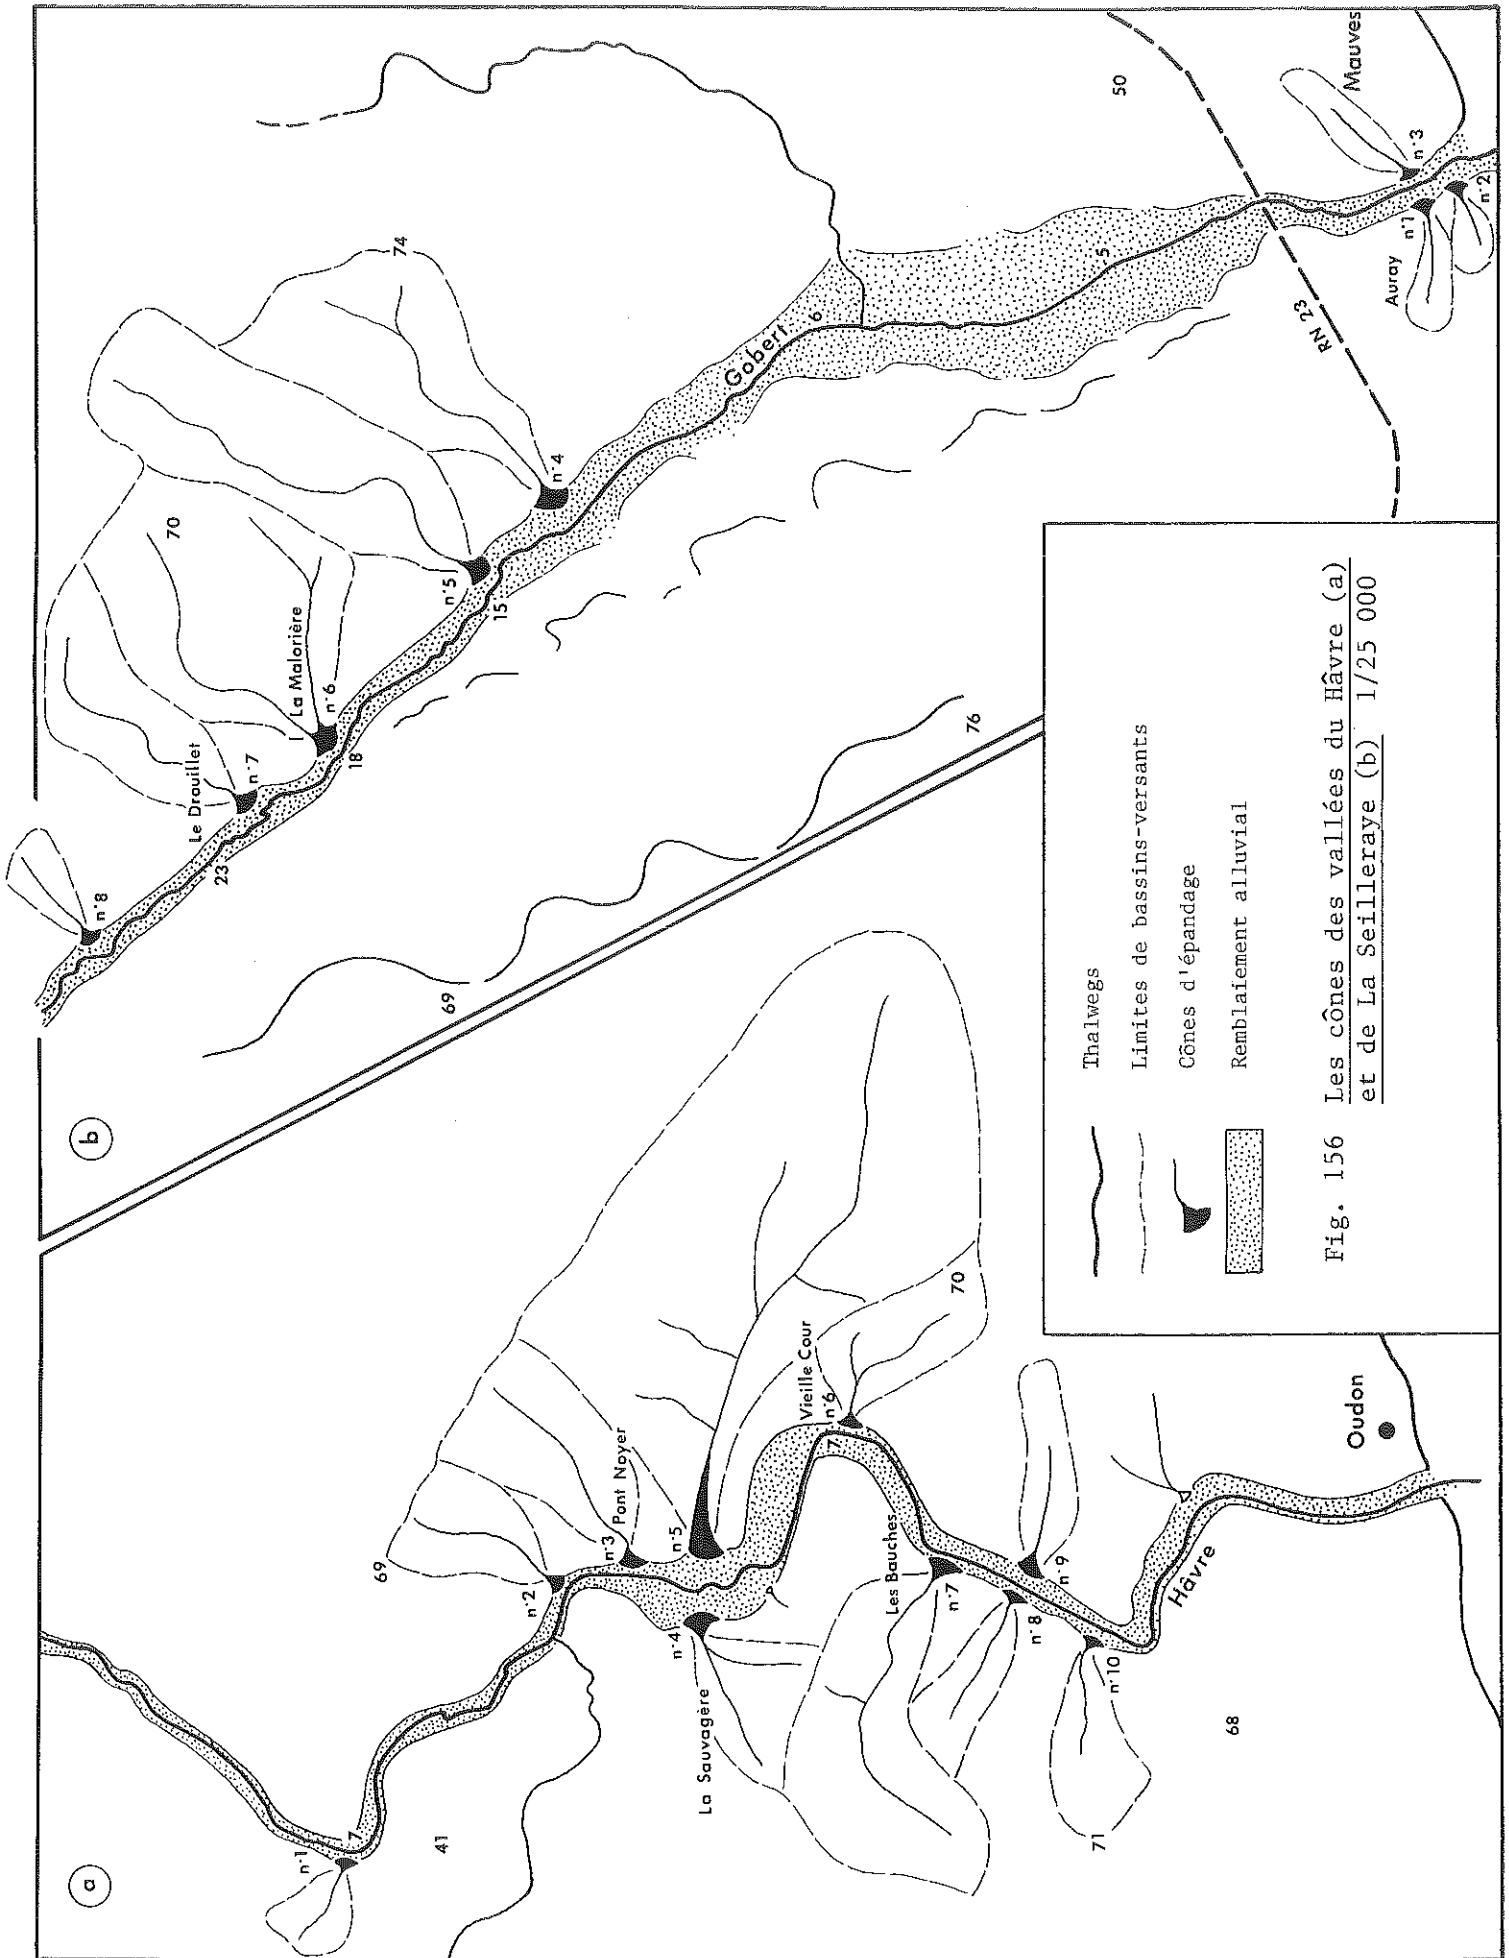 a
n°1
7
41
69
n°2
n°3
Pont Noyer
n°4
La Sauvagère
n°5
Vieille Cour
n°6
7
70
Les Bauches
n°7
n°8
n°9
n°10
71
68
Hâvre
Oudon
b
n°8
23
Le Drouillet
n°7
La Malorière
n°6
18
70
n°5
15
n°4
74
Gobert
6
5
50
RN 23
Auray
n°1
n°2
n°3
Mauves
69
76
Thalwegs
Limites de bassins-versants
Cônes d'épandage
Remblaiement alluvial
Fig. 156 Les cônes des vallées du Hâvre (a)
et de La Seilleraye (b) 1/25 000